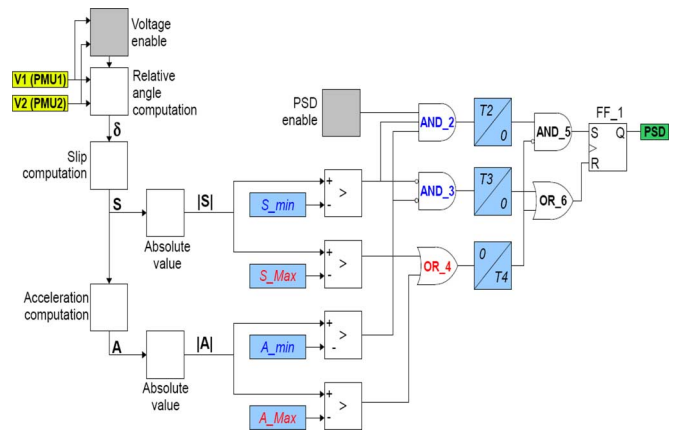 Voltage
enable
V1 (PMU1)
V2 (PMU2)
Relative
angle
computation
δ
Slip
computation
S
Absolute
value
|S|
Acceleration
computation
A
Absolute
value
|A|
S_min
S_Max
A_min
A_Max
+
-
>
+
-
>
+
-
>
+
-
>
PSD
enable
AND_2
AND_3
OR_4
T2
0
T3
0
0
T4
AND_5
OR_6
FF_1
S Q
R
PSD